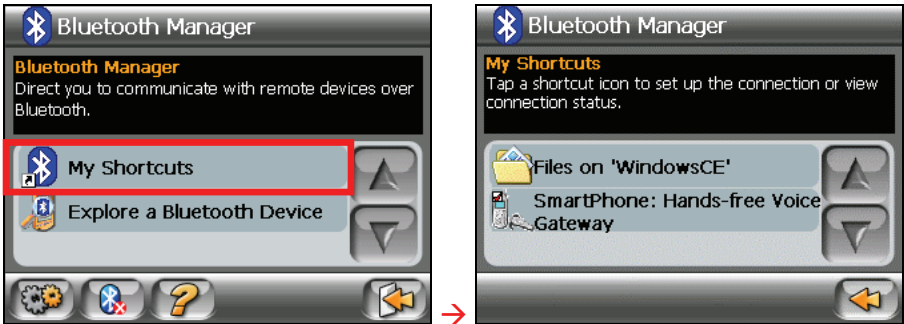 Bluetooth Manager
Bluetooth Manager
Direct you to communicate with remote devices over
Bluetooth.
My Shortcuts
Explore a Bluetooth Device
→
Bluetooth Manager
My Shortcuts
Tap a shortcut icon to set up the connection or view
connection status.
Files on 'WindowsCE'
SmartPhone: Hands-free Voice
Gateway